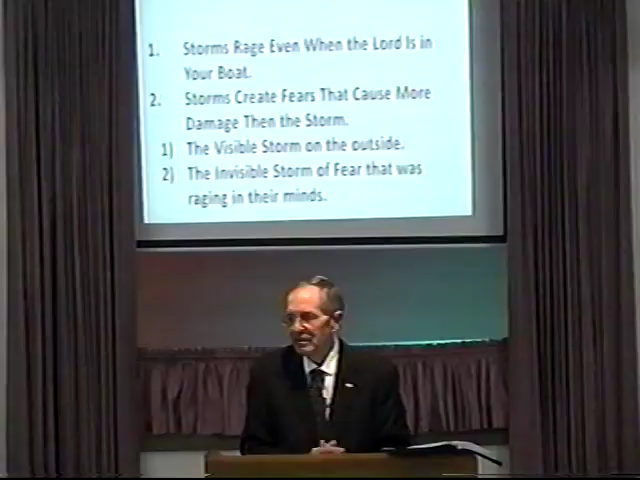 1. Storms Rage Even When the Lord Is in
Your Boat.
2. Storms Create Fears That Cause More
Damage Then the Storm.
1) The Visible Storm on the outside.
2) The Invisible Storm of Fear that was
raging in their minds.